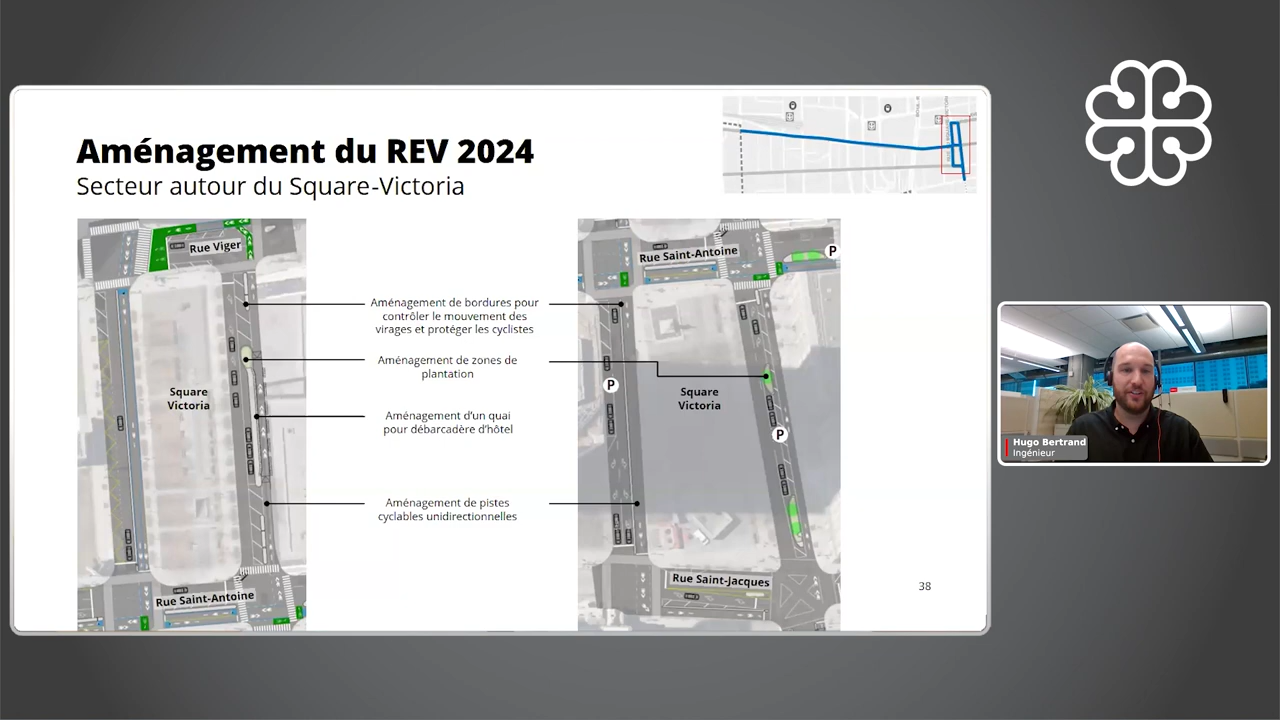 Aménagement du REV 2024
Secteur autour du Square-Victoria
Rue Viger
Square
Victoria
Rue Saint-Antoine
Aménagement de bordures pour
contrôler le mouvement des
virages et protéger les cyclistes
Aménagement de zones de
plantation
Aménagement d'un quai
pour débarcadère d'hôtel
Aménagement de pistes
cyclables unidirectionnelles
Rue Saint-Antoine
P
P
Square
Victoria
P
Rue Saint-Jacques
38
Hugo Bertrand
Ingénieur